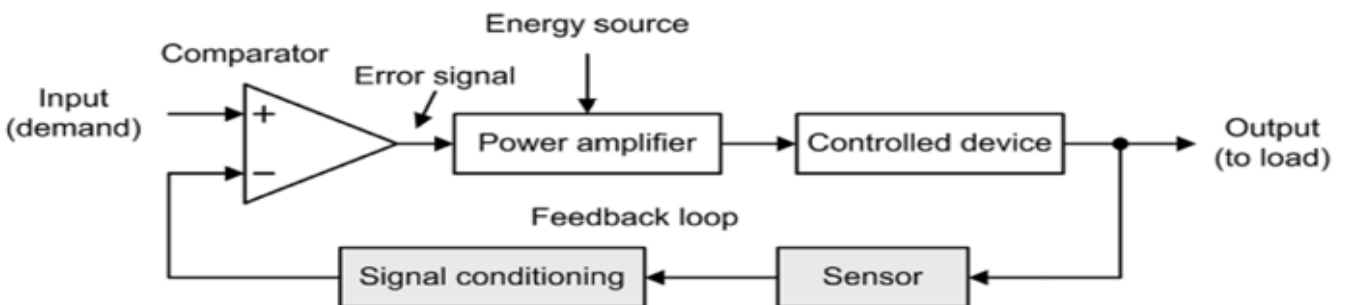 Energy source
Comparator
Error signal
Input
(demand)
+
−
Power amplifier
Controlled device
Output
(to load)
Feedback loop
Signal conditioning
Sensor